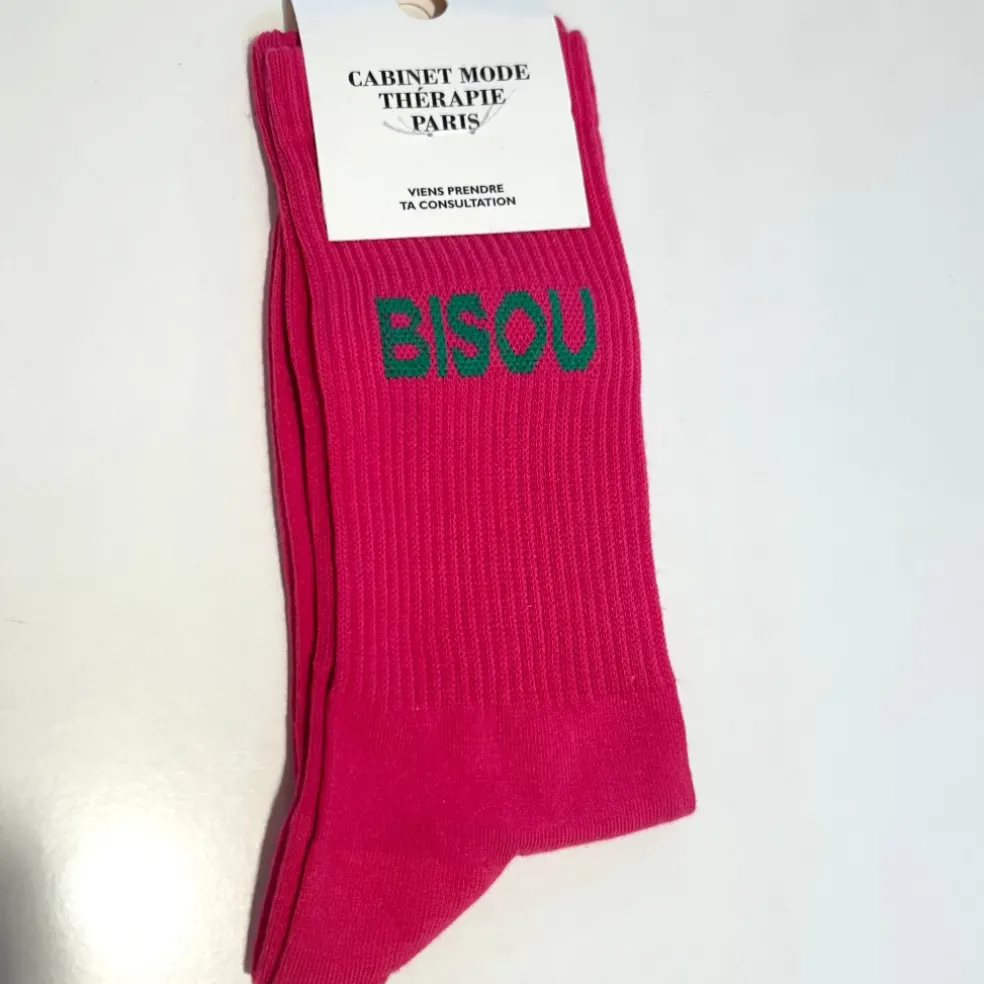 CABINET MODE
THÉRAPIE
PARIS
VIENS PRENDRE
TA CONSULTATION
BISOU